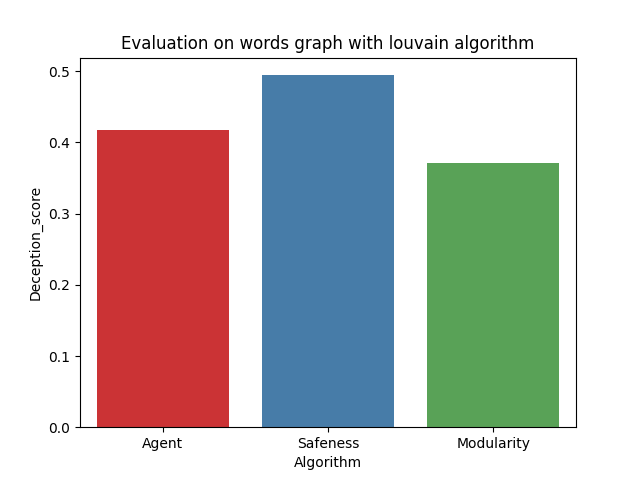 Evaluation on words graph with louvain algorithm
Deception_score
0.5
0.4
0.3
0.2
0.1
0.0
Agent
Safeness
Modularity
Algorithm